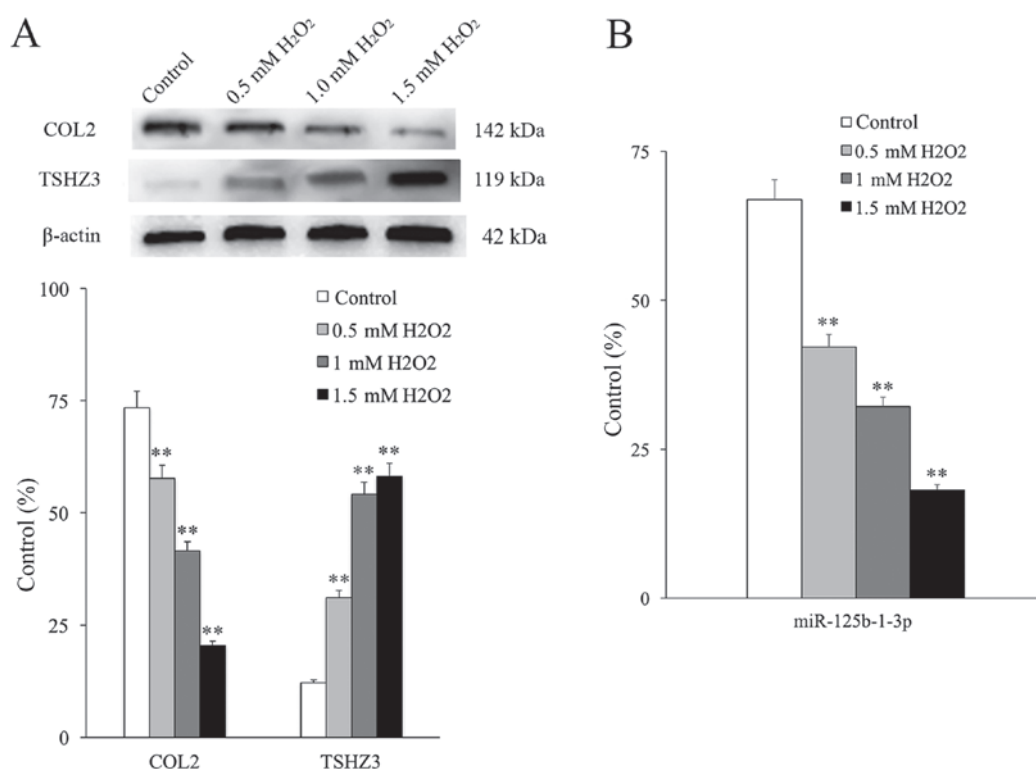 A
Control
0.5 mM H₂O₂
1.0 mM H₂O₂
1.5 mM H₂O₂
COL2
142 kDa
TSHZ3
119 kDa
β-actin
42 kDa
100
75
50
25
0
Control (%)
Control
0.5 mM H2O2
1 mM H2O2
1.5 mM H2O2
**
**
**
**
**
**
COL2
TSHZ3
B
Control
0.5 mM H2O2
1 mM H2O2
1.5 mM H2O2
75
50
25
0
Control (%)
**
**
**
miR-125b-1-3p